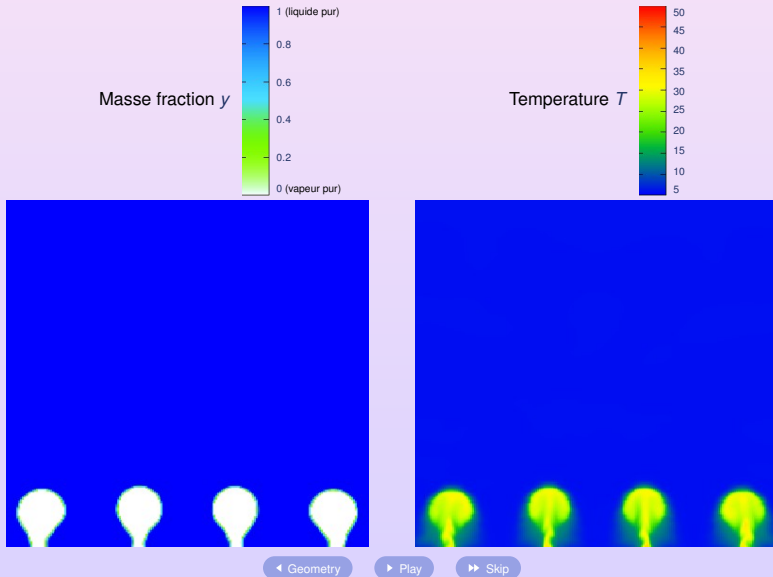 1 (liquide pur)
0.8
0.6
Masse fraction y
0.4
0.2
0 (vapeur pur)
50
45
40
35
Temperature T
30
25
20
15
10
5
Geometry
Play
Skip